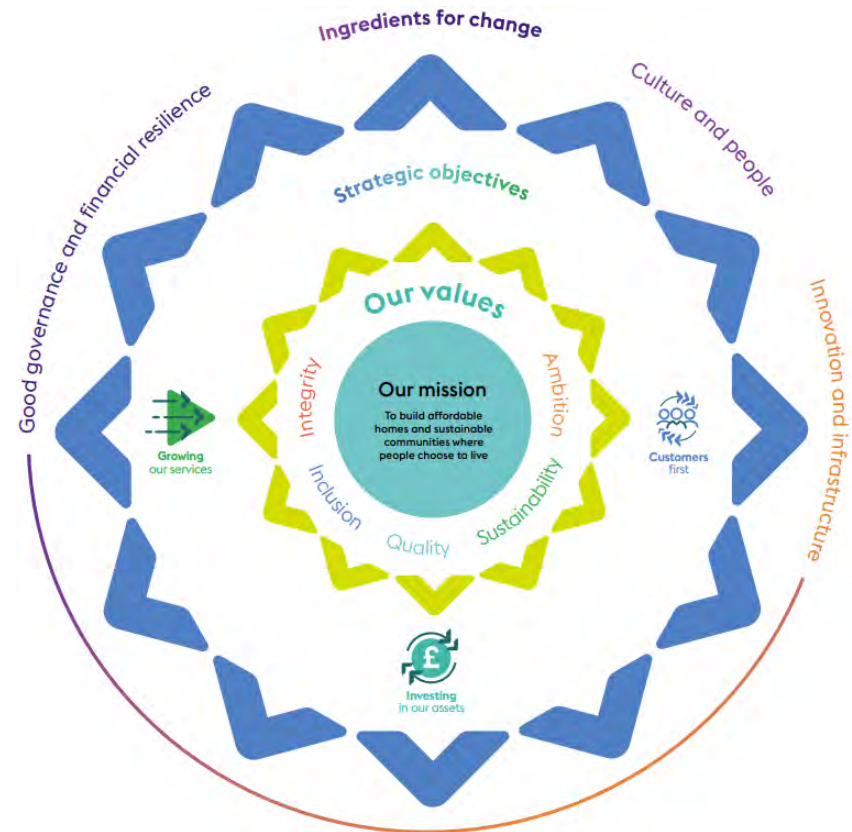 Ingredients for change
Good governance and financial resilience
Culture and people
Innovation and infrastructure
Strategic objectives
Our values
Integrity
Inclusion
Quality
Sustainability
Ambition
Our mission
To build affordable
homes and sustainable
communities where
people choose to live
Growing
our services
Customers
first
£
Investing
in our assets